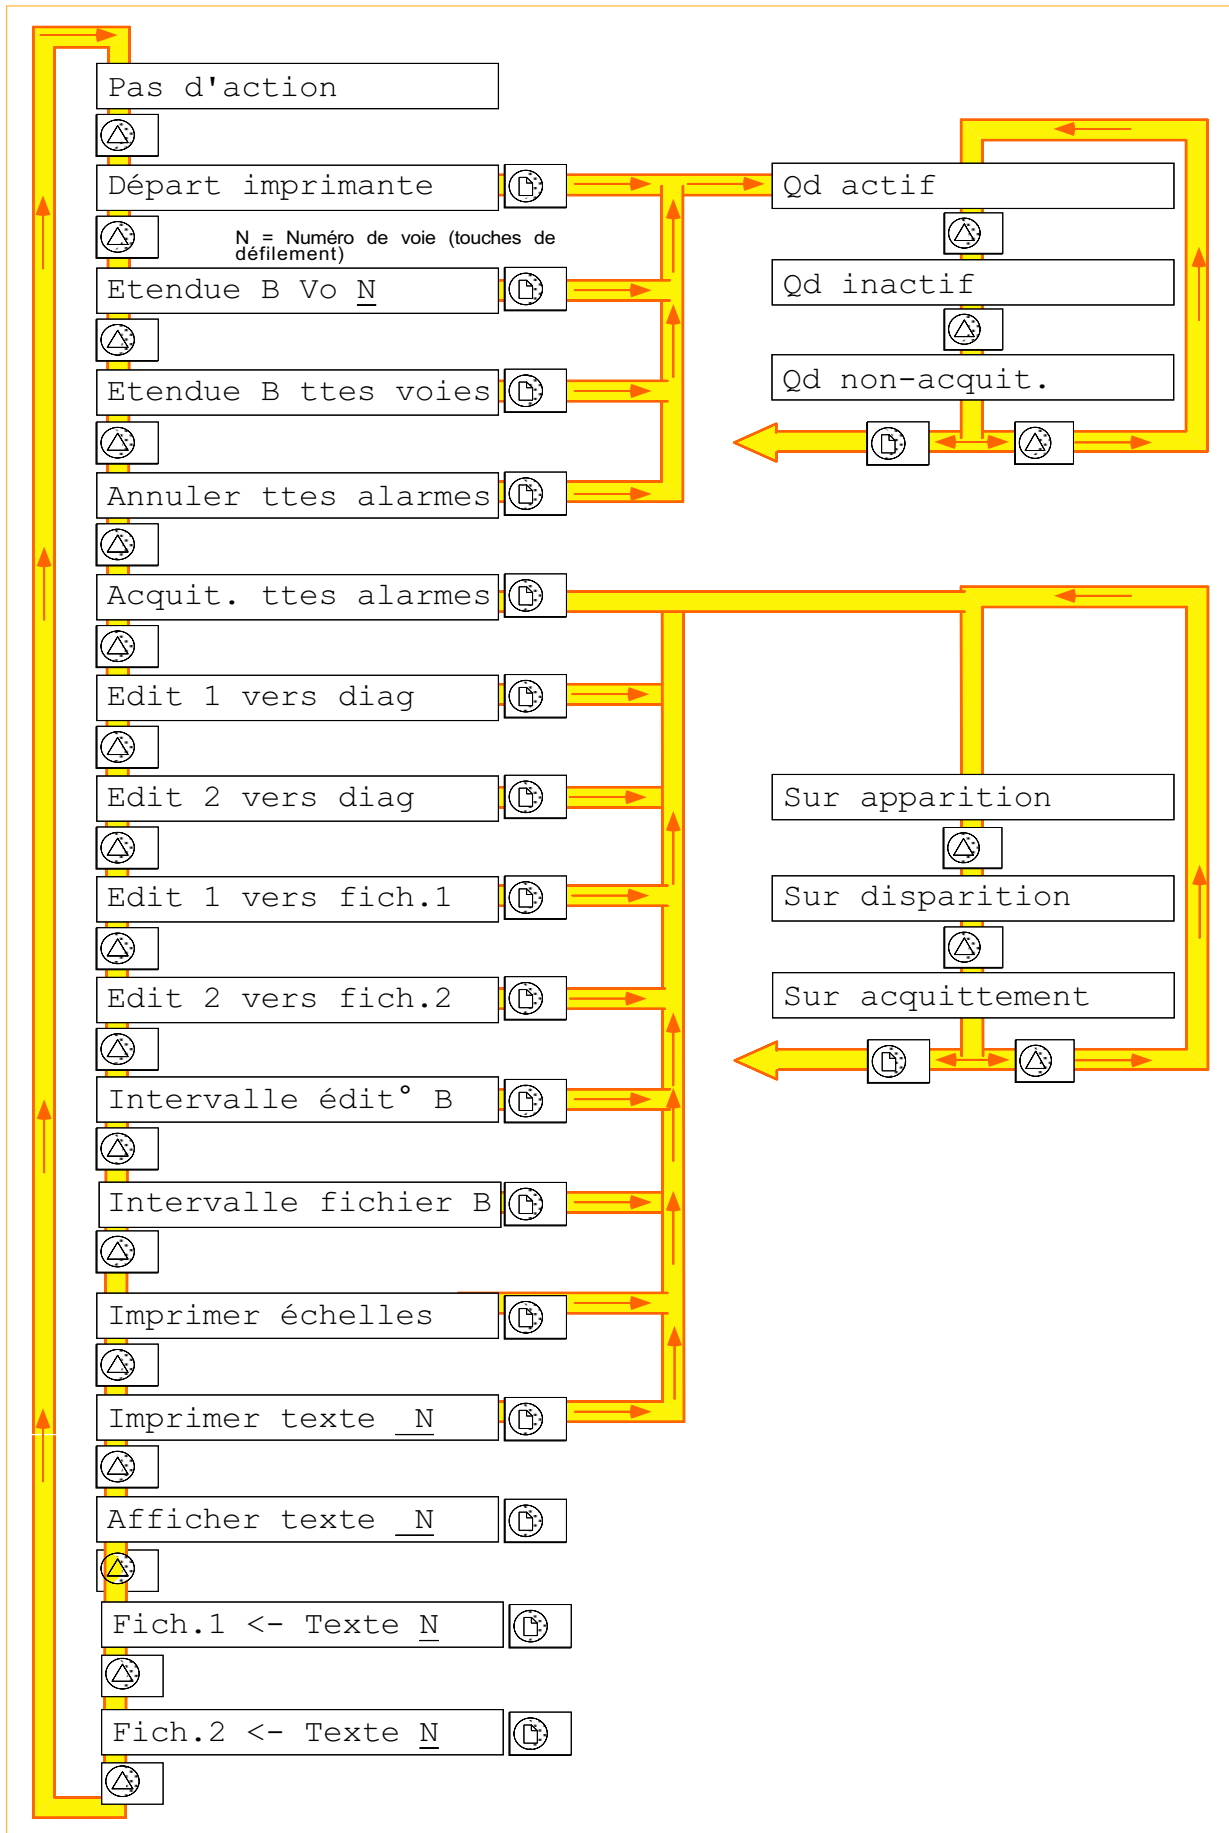 Pas d'action
Départ imprimante
N = Numéro de voie (touches de
défilement)
Etendue B Vo N
Etendue B ttes voies
Annuler ttes alarmes
Acquit. ttes alarmes
Edit 1 vers diag
Edit 2 vers diag
Edit 1 vers fich.1
Edit 2 vers fich.2
Intervalle édit° B
Intervalle fichier B
Imprimer échelles
Imprimer texte N
Afficher texte N
Fich.1 <- Texte N
Fich.2 <- Texte N
Qd actif
Qd inactif
Qd non-acquit.
Sur apparition
Sur disparition
Sur acquittement